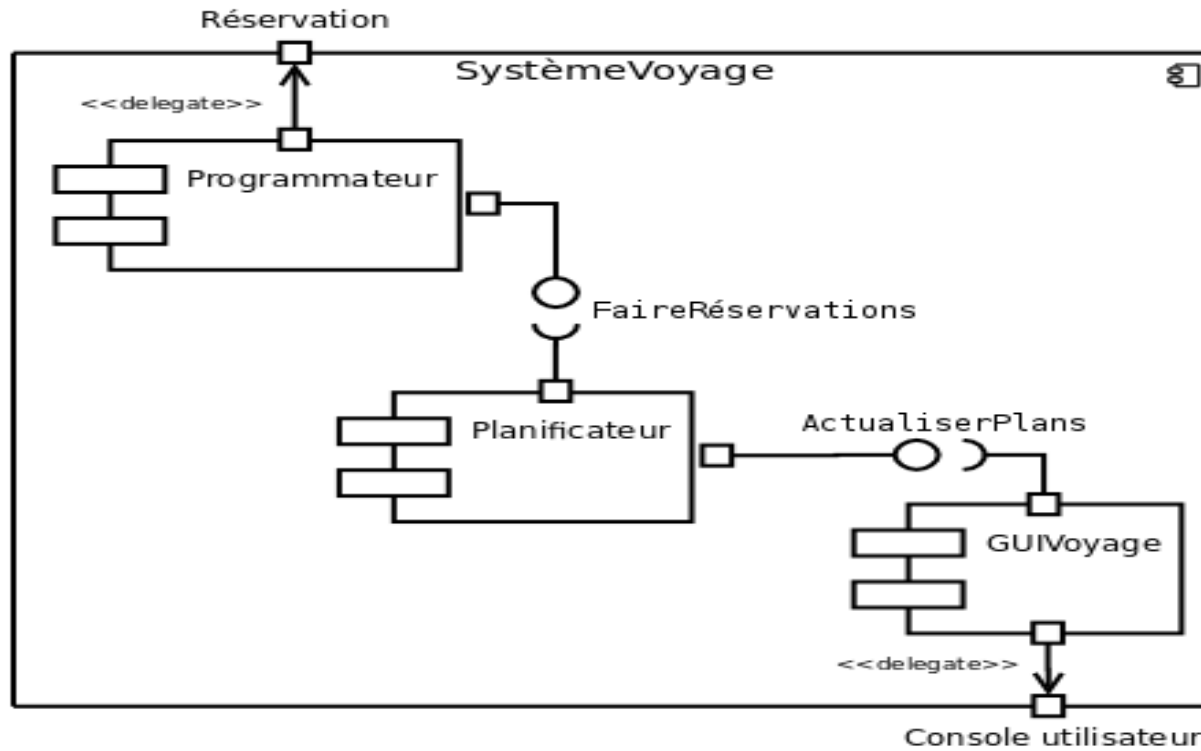 Réservation
SystèmeVoyage
<<delegate>>
Programmateur
FaireRéservations
Planificateur
ActualiserPlans
GUIVoyage
<<delegate>>
Console utilisateur